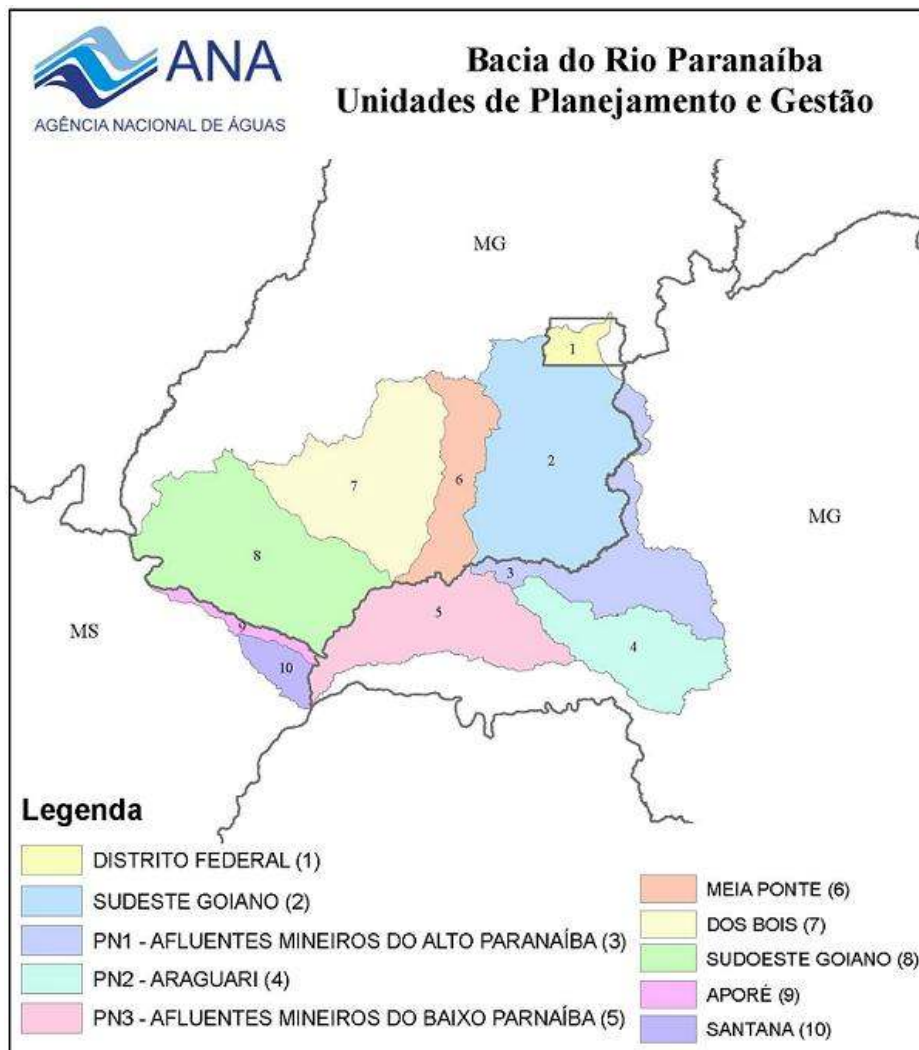 ANA
AGÊNCIA NACIONAL DE ÁGUAS
Bacia do Rio Paranaíba
Unidades de Planejamento e Gestão
MG
1
2
7
6
MG
8
3
5
MS
9
4
10
Legenda
DISTRITO FEDERAL (1)
SUDESTE GOIANO (2)
PN1 - AFLUENTES MINEIROS DO ALTO PARANAÍBA (3)
PN2 - ARAGUARI (4)
PN3 - AFLUENTES MINEIROS DO BAIXO PARNAÍBA (5)
MEIA PONTE (6)
DOS BOIS (7)
SUDOESTE GOIANO (8)
APORÉ (9)
SANTANA (10)